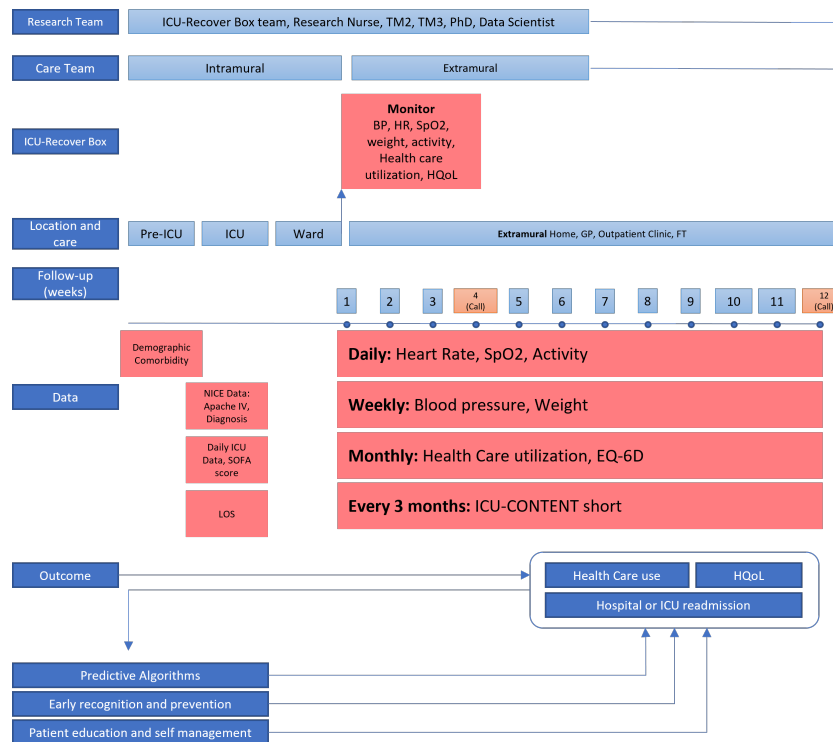 Research Team
ICU-Recover Box team, Research Nurse, TM2, TM3, PhD, Data Scientist
Care Team
Intramural
Extramural
ICU-Recover Box
Monitor
BP, HR, SpO2,
weight, activity,
Health care
utilization, HQoL
Location and
care
Pre-ICU
ICU
Ward
Extramural Home, GP, Outpatient Clinic, FT
Follow-up
(weeks)
1
2
3
4
(Call)
5
6
7
8
9
10
11
12
(Call)
Demographic
Comorbidity
Data
NICE Data:
Apache IV,
Diagnosis
Daily ICU
Data, SOFA
score
LOS
Daily: Heart Rate, SpO2, Activity
Weekly: Blood pressure, Weight
Monthly: Health Care utilization, EQ-6D
Every 3 months: ICU-CONTENT short
Outcome
Health Care use
HQoL
Hospital or ICU readmission
Predictive Algorithms
Early recognition and prevention
Patient education and self management